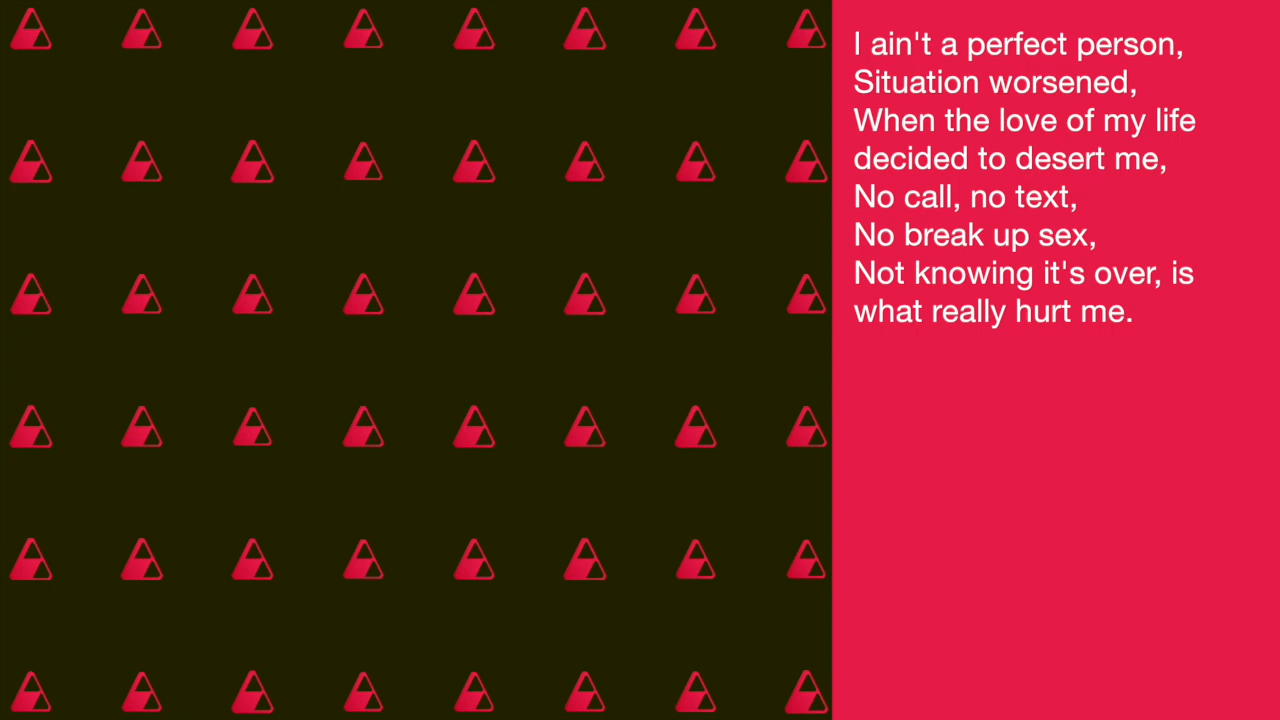 I ain't a perfect person,
Situation worsened,
When the love of my life
decided to desert me,
No call, no text,
No break up sex,
Not knowing it's over, is
what really hurt me.